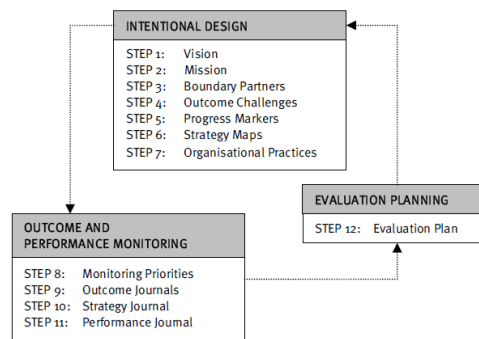 INTENTIONAL DESIGN
STEP 1: Vision
STEP 2: Mission
STEP 3: Boundary Partners
STEP 4: Outcome Challenges
STEP 5: Progress Markers
STEP 6: Strategy Maps
STEP 7: Organisational Practices
OUTCOME AND
PERFORMANCE MONITORING
STEP 8: Monitoring Priorities
STEP 9: Outcome Journals
STEP 10: Strategy Journal
STEP 11: Performance Journal
EVALUATION PLANNING
STEP 12: Evaluation Plan